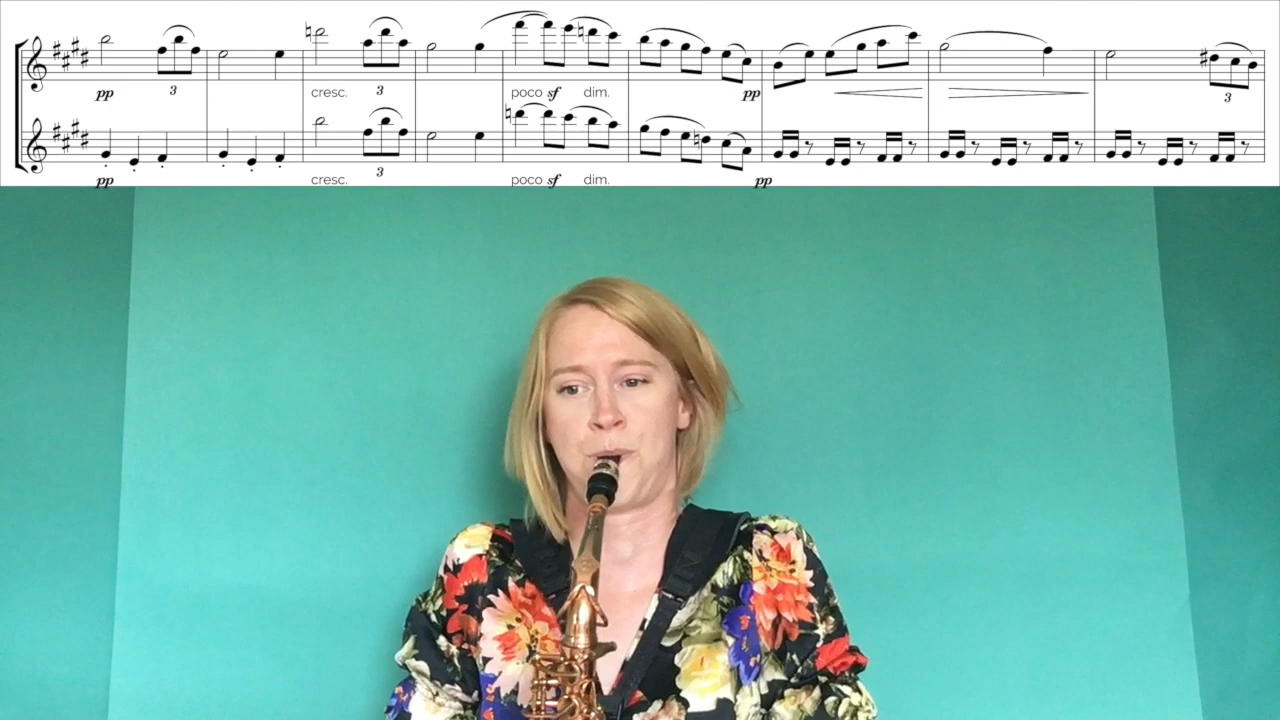 3 3 3
pp cresc. poco sf dim. pp
3
pp cresc. poco sf dim. pp